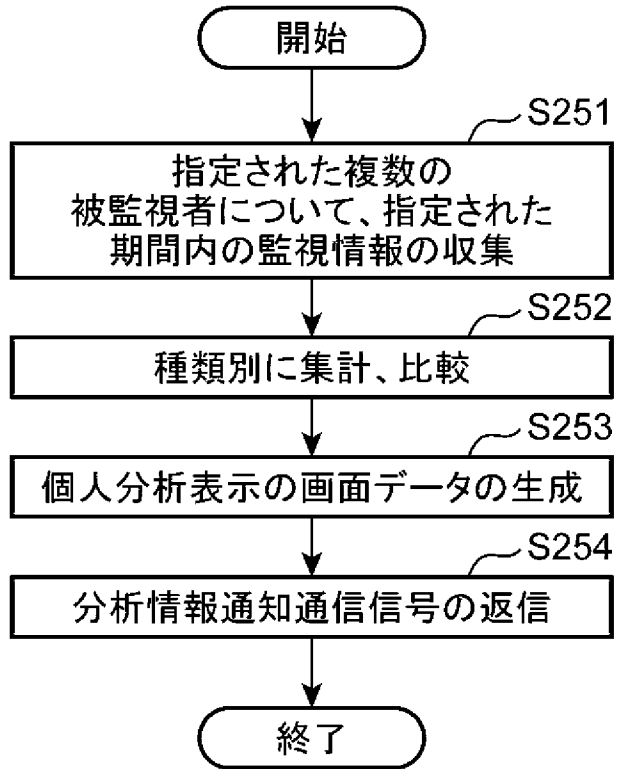 開始
S251
指定された複数の
被監視者について、指定された
期間内の監視情報の収集
S252
種類別に集計、比較
S253
個人分析表示の画面データの生成
S254
分析情報通知通信信号の返信
終了